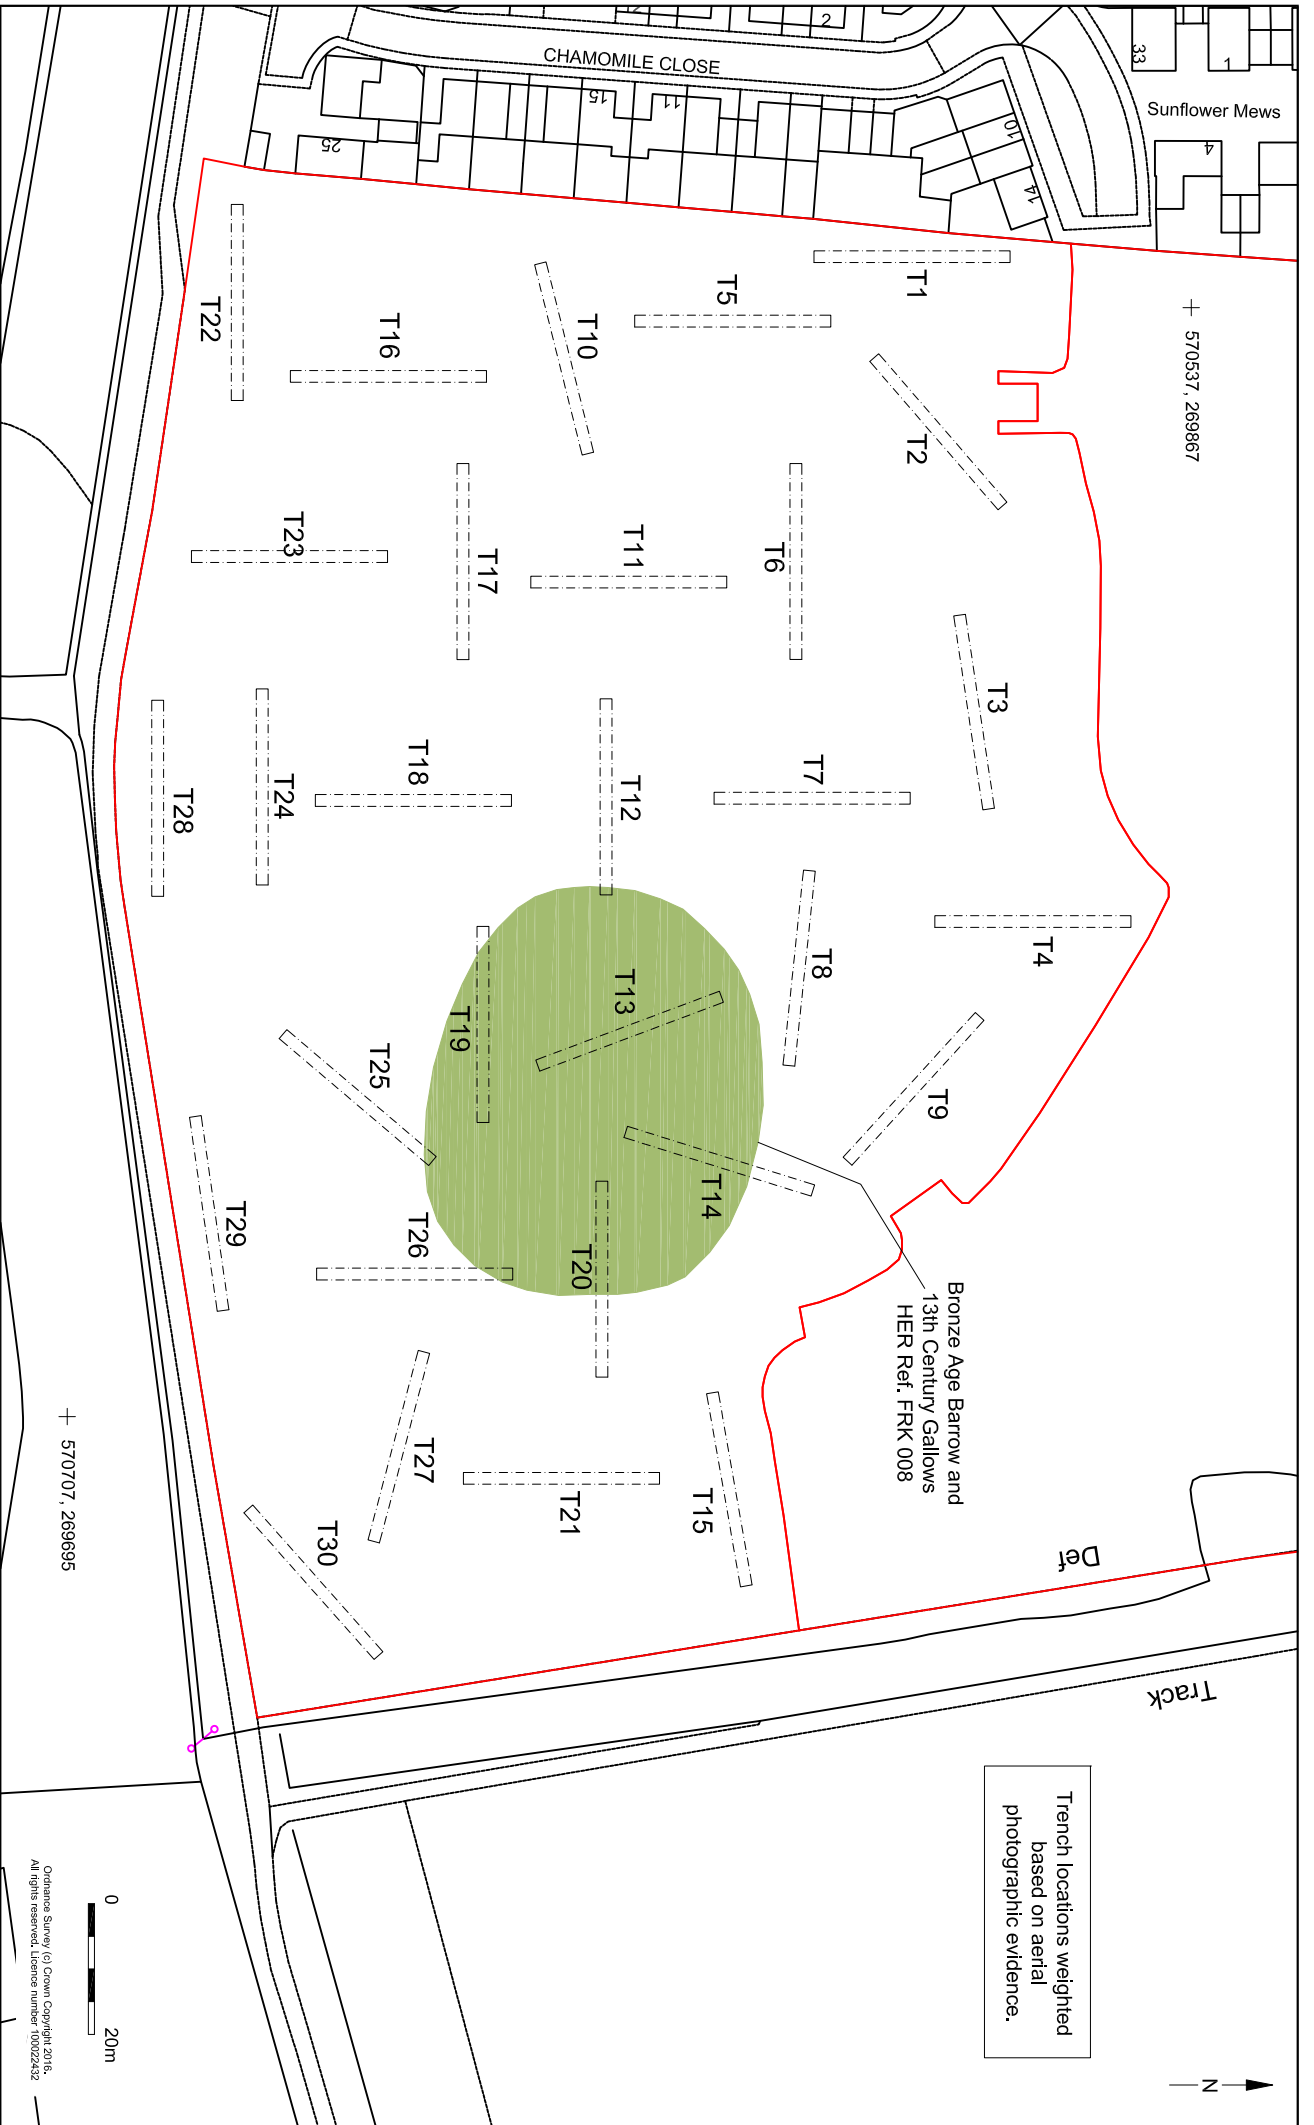 CHAMOMILE CLOSE
Sunflower Mews
2
33
1
15
11
10
14
4
25
570537, 269867
T1
T2
T3
T4
T5
T6
T7
T8
T9
T10
T11
T12
T13
T14
T15
T16
T17
T18
T19
T20
T21
T22
T23
T24
T25
T26
T27
T28
T29
T30
Bronze Age Barrow and
13th Century Gallows
HER Ref. FRK 008
Def
Track
570707, 269695
Trench locations weighted
based on aerial
photographic evidence.
N
0 20m
Ordnance Survey (c) Crown Copyright 2016.
All rights reserved. Licence number 100022432